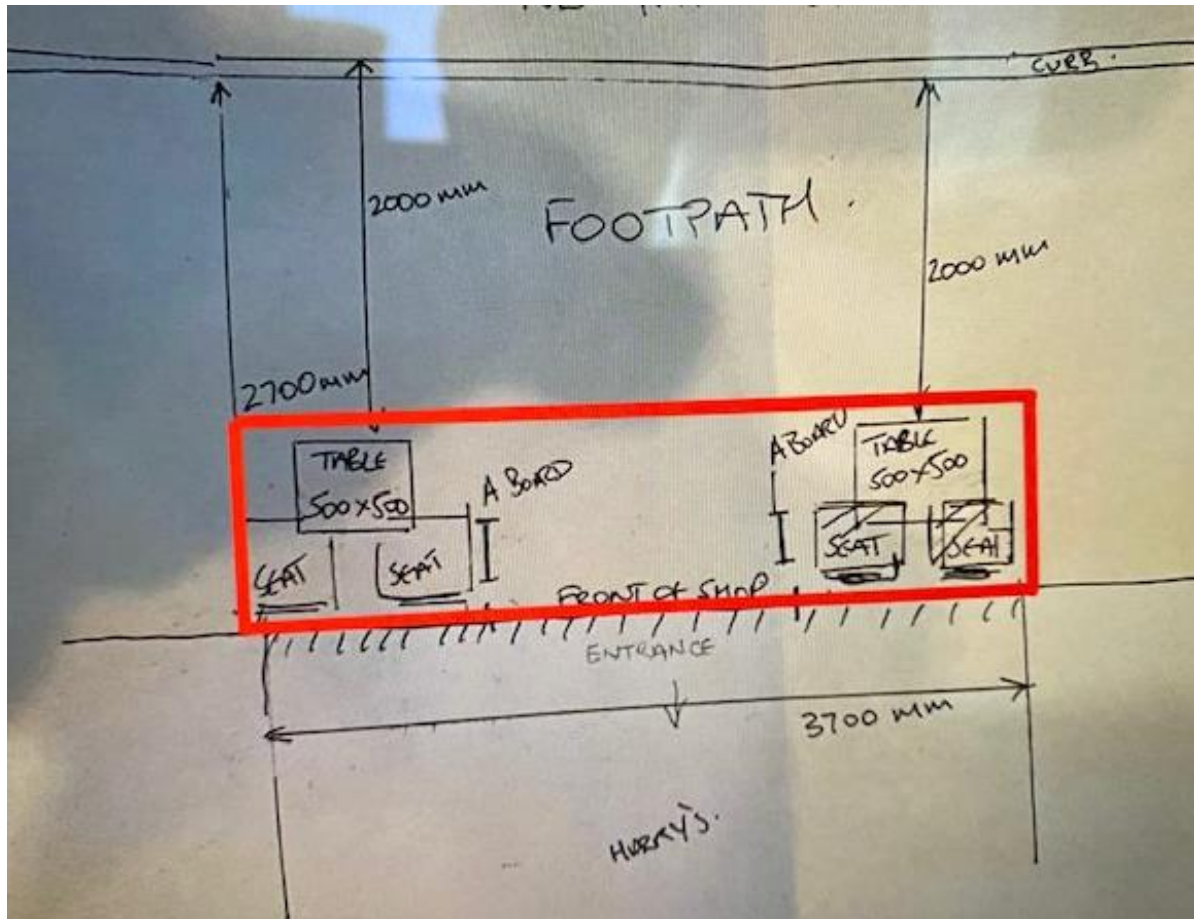 CURB.
2000 mm
FOOTPATH.
2000 mm
2700mm
TABLE
500x500
A BOARD
A BOARD
TABLE
500x500
SEAT
SEAT
SEAT
SEAT
FRONT OF SHOP
ENTRANCE
3700 mm